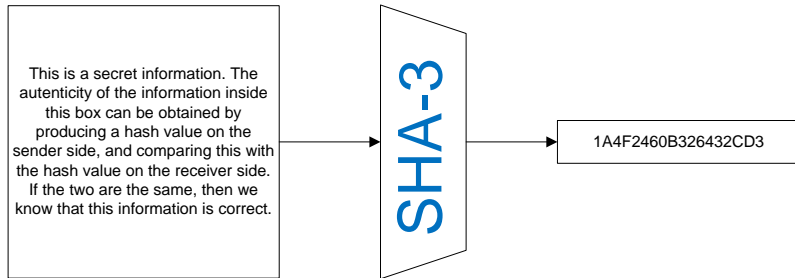 This is a secret information. The
autenticity of the information inside
this box can be obtained by
producing a hash value on the
sender side, and comparing this with
the hash value on the receiver side.
If the two are the same, then we
know that this information is correct.
SHA-3
1A4F2460B326432CD3